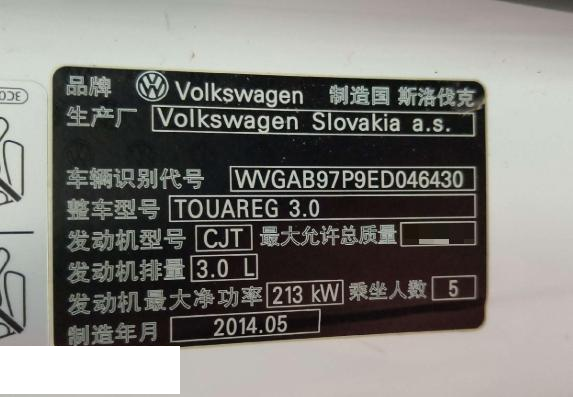 品牌 Volkswagen 制造国 斯洛伐克
生产厂 Volkswagen Slovakia a.s.
车辆识别代号 WVGAB97P9ED046430
整车型号 TOUAREG 3.0
发动机型号 CJT 最大允许总质量
发动机排量 3.0 L
发动机最大净功率 213 kW 乘坐人数 5
制造年月 2014.05